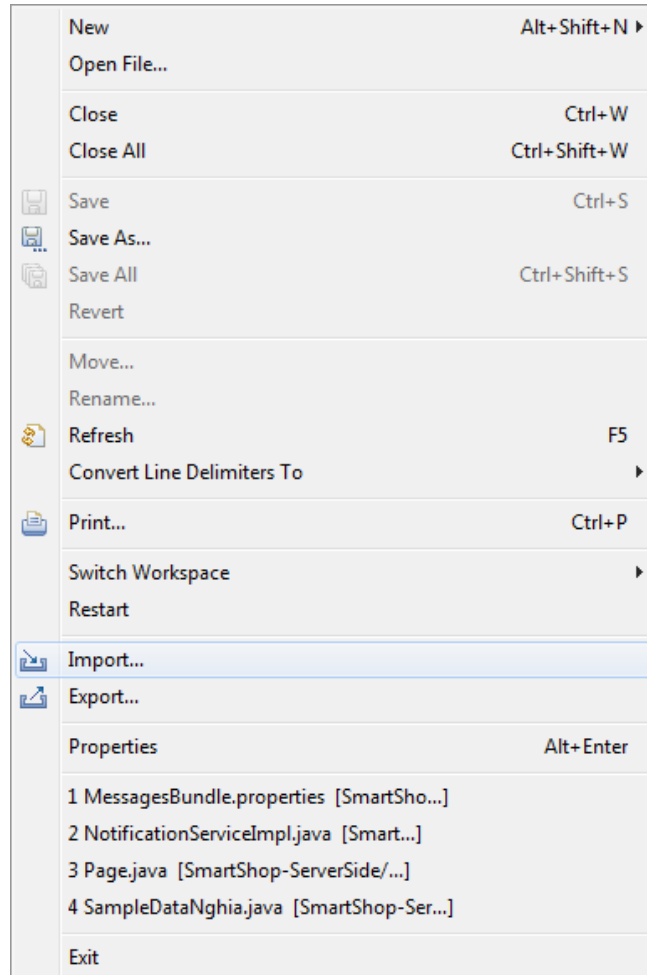 New Alt+Shift+N
Open File...
Close Ctrl+W
Close All Ctrl+Shift+W
Save Ctrl+S
Save As...
Save All Ctrl+Shift+S
Revert
Move...
Rename...
Refresh F5
Convert Line Delimiters To
Print... Ctrl+P
Switch Workspace
Restart
Import...
Export...
Properties Alt+Enter
1 MessagesBundle.properties [SmartSho...]
2 NotificationServiceImpl.java [Smart...]
3 Page.java [SmartShop-ServerSide/...]
4 SampleDataNghia.java [SmartShop-Ser...]
Exit